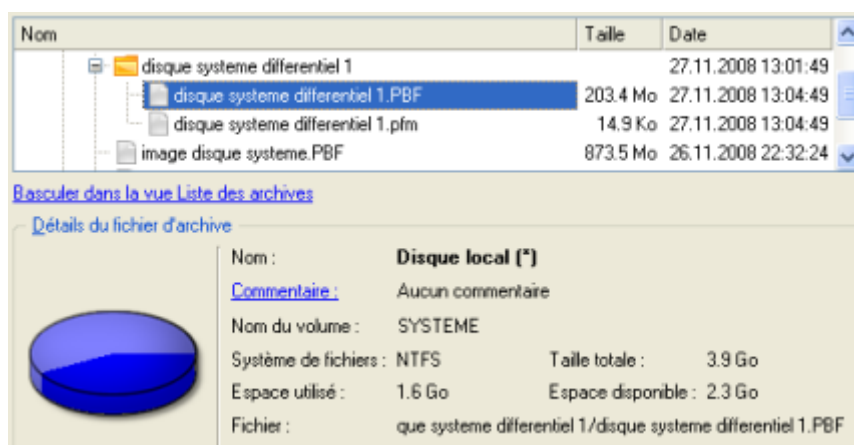 Nom Taille Date
disque systeme differentiel 1 27.11.2008 13:01:49
disque systeme differentiel 1.PBF 203.4 Mo 27.11.2008 13:04:49
disque systeme differentiel 1.pfm 14.9 Ko 27.11.2008 13:04:49
image disque systeme.PBF 873.5 Mo 26.11.2008 22:32:24
Basculer dans la vue Liste des archives
Détails du fichier d'archive
Nom : Disque local (*)
Commentaire : Aucun commentaire
Nom du volume : SYSTEME
Système de fichiers : NTFS Taille totale : 3.9 Go
Espace utilisé : 1.6 Go Espace disponible : 2.3 Go
Fichier : que systeme differentiel 1/disque systeme differentiel 1.PBF